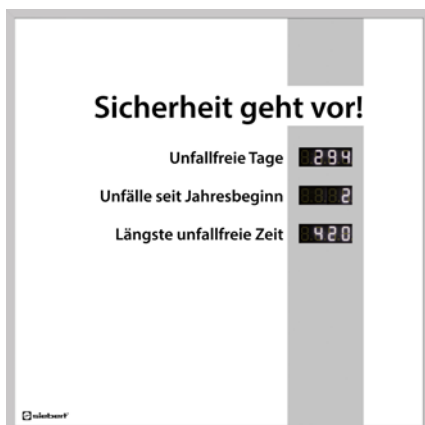 Sicherheit geht vor!
Unfallfreie Tage 294
Unfälle seit Jahresbeginn 2
Längste unfallfreie Zeit 420
siebert